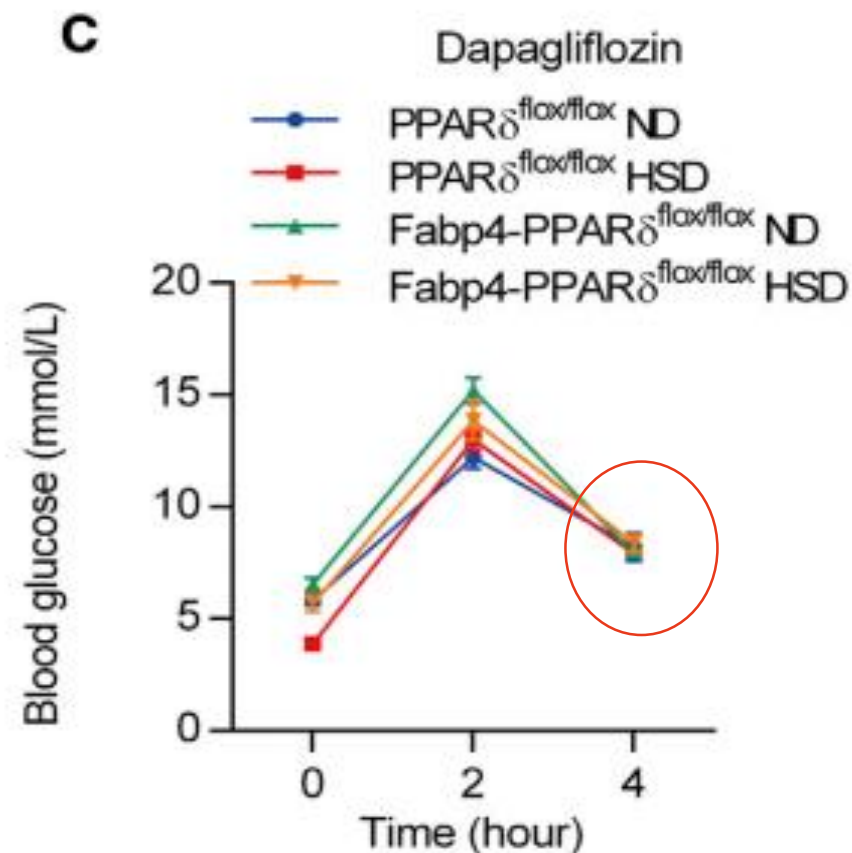 C
Dapagliflozin
PPARδflox/flox ND
PPARδflox/flox HSD
Fabp4-PPARδflox/flox ND
Fabp4-PPARδflox/flox HSD
20
15
10
5
0
Blood glucose (mmol/L)
0 2 4
Time (hour)